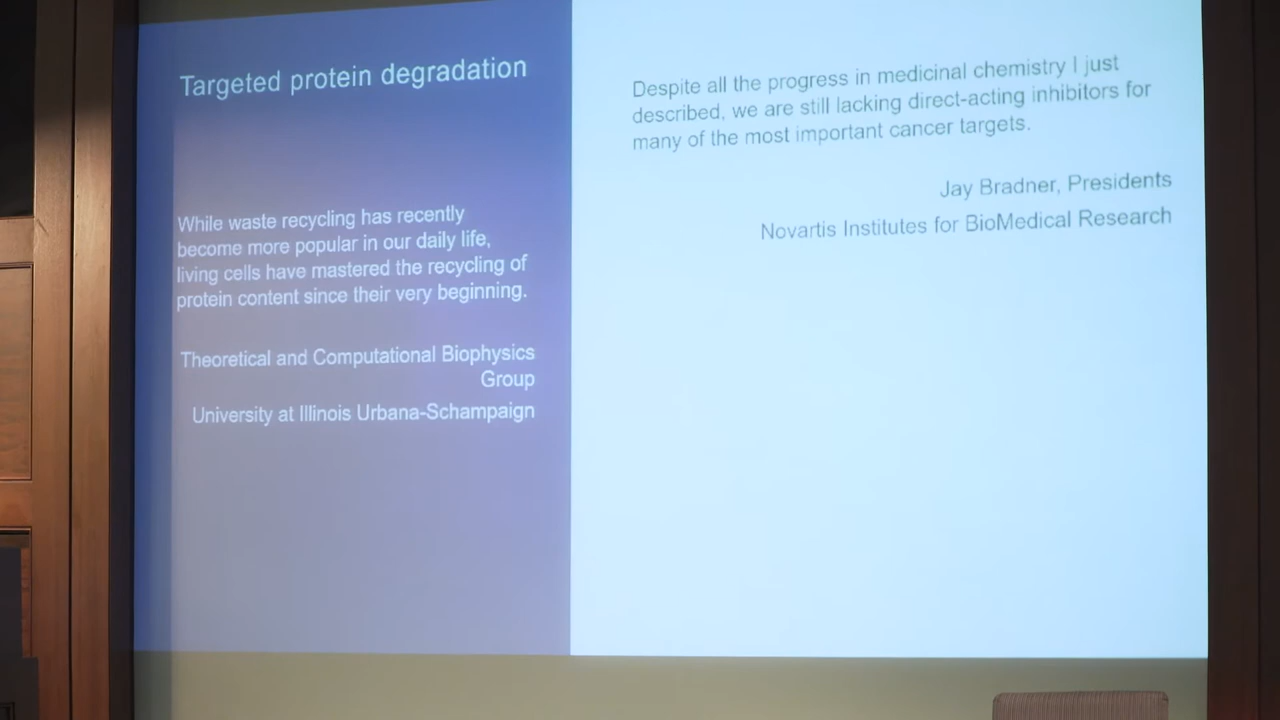 Targeted protein degradation
While waste recycling has recently
become more popular in our daily life,
living cells have mastered the recycling of
protein content since their very beginning.
Theoretical and Computational Biophysics
Group
University at Illinois Urbana-Schampaign
Despite all the progress in medicinal chemistry I just
described, we are still lacking direct-acting inhibitors for
many of the most important cancer targets.
Jay Bradner, Presidents
Novartis Institutes for BioMedical Research